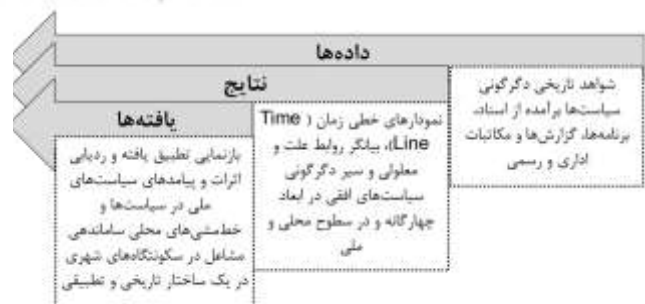 داده‌ها
شواهد تاریخی دگرگونی
سیاست‌ها برآمده از اسناد،
برنامه‌ها، گزارش‌ها و مکاتبات
اداری و رسمی
نتایج
نمودارهای خطی زمان ( Time
Line)، بیانگر روابط علت و
معلولی و سیر دگرگونی
سیاست‌های افقی در ابعاد
چهارگانه و در سطوح محلی و
ملی
یافته‌ها
بازنمایی تطبیق یافته و ردیابی
اثرات و پیامدهای سیاست‌های
ملی در سیاست‌ها و
خط‌مشی‌های محلی ساماندهی
مشاغل در سکونتگاه‌های شهری
در یک ساختار تاریخی و تطبیقی